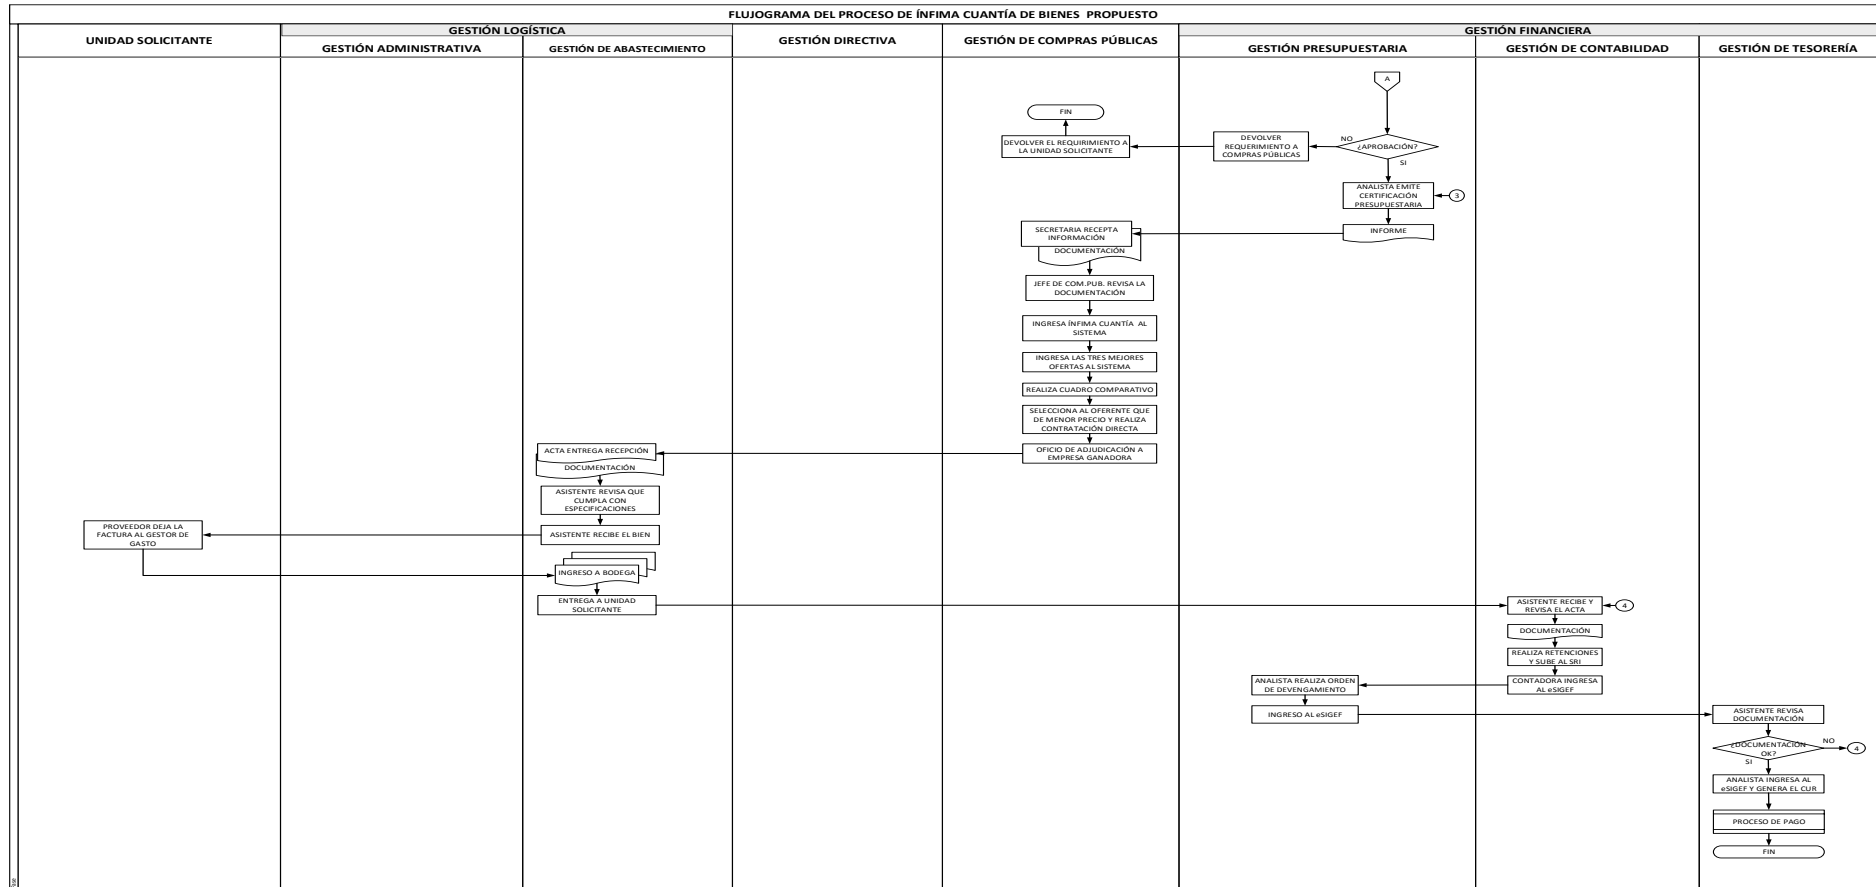 FLUJOGRAMA DEL PROCESO DE ÍNFIMA CUANTÍA DE BIENES PROPUESTO
UNIDAD SOLICITANTE
GESTIÓN LOGÍSTICA
GESTIÓN ADMINISTRATIVA
GESTIÓN DE ABASTECIMIENTO
GESTIÓN DIRECTIVA
GESTIÓN DE COMPRAS PÚBLICAS
GESTIÓN FINANCIERA
GESTIÓN PRESUPUESTARIA
GESTIÓN DE CONTABILIDAD
GESTIÓN DE TESORERÍA
A
¿APROBACIÓN?
NO
SI
DEVOLVER
REQUERIMIENTO A
COMPRAS PÚBLICAS
DEVOLVER EL REQUIRIMIENTO A
LA UNIDAD SOLICITANTE
FIN
ANALISTA EMITE
CERTIFICACIÓN
PRESUPUESTARIA
3
INFORME
SECRETARIA RECEPTA
INFORMACIÓN
DOCUMENTACIÓN
JEFE DE COM.PUB. REVISA LA
DOCUMENTACIÓN
INGRESA ÍNFIMA CUANTÍA AL
SISTEMA
INGRESA LAS TRES MEJORES
OFERTAS AL SISTEMA
REALIZA CUADRO COMPARATIVO
SELECCIONA AL OFERENTE QUE
DE MENOR PRECIO Y REALIZA
CONTRATACIÓN DIRECTA
OFICIO DE ADJUDICACIÓN A
EMPRESA GANADORA
ACTA ENTREGA RECEPCIÓN
DOCUMENTACIÓN
ASISTENTE REVISA QUE
CUMPLA CON
ESPECIFICACIONES
ASISTENTE RECIBE EL BIEN
PROVEEDOR DEJA LA
FACTURA AL GESTOR DE
GASTO
INGRESO A BODEGA
ENTREGA A UNIDAD
SOLICITANTE
ASISTENTE RECIBE Y
REVISA EL ACTA
4
DOCUMENTACIÓN
REALIZA RETENCIONES
Y SUBE AL SRI
CONTADORA INGRESA
AL eSIGEF
ANALISTA REALIZA ORDEN
DE DEVENGAMIENTO
INGRESO AL eSIGEF
ASISTENTE REVISA
DOCUMENTACIÓN
¿DOCUMENTACIÓN
OK?
NO
4
SI
ANALISTA INGRESA AL
eSIGEF Y GENERA EL CUR
PROCESO DE PAGO
FIN